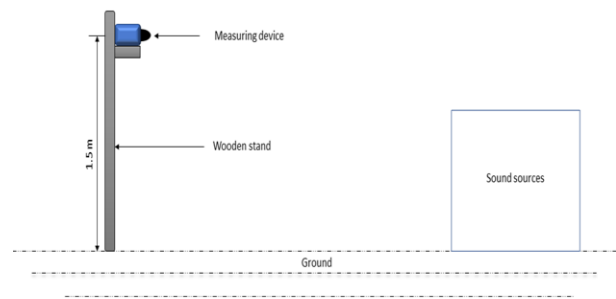 Measuring device
1.5 m
Wooden stand
Sound sources
Ground